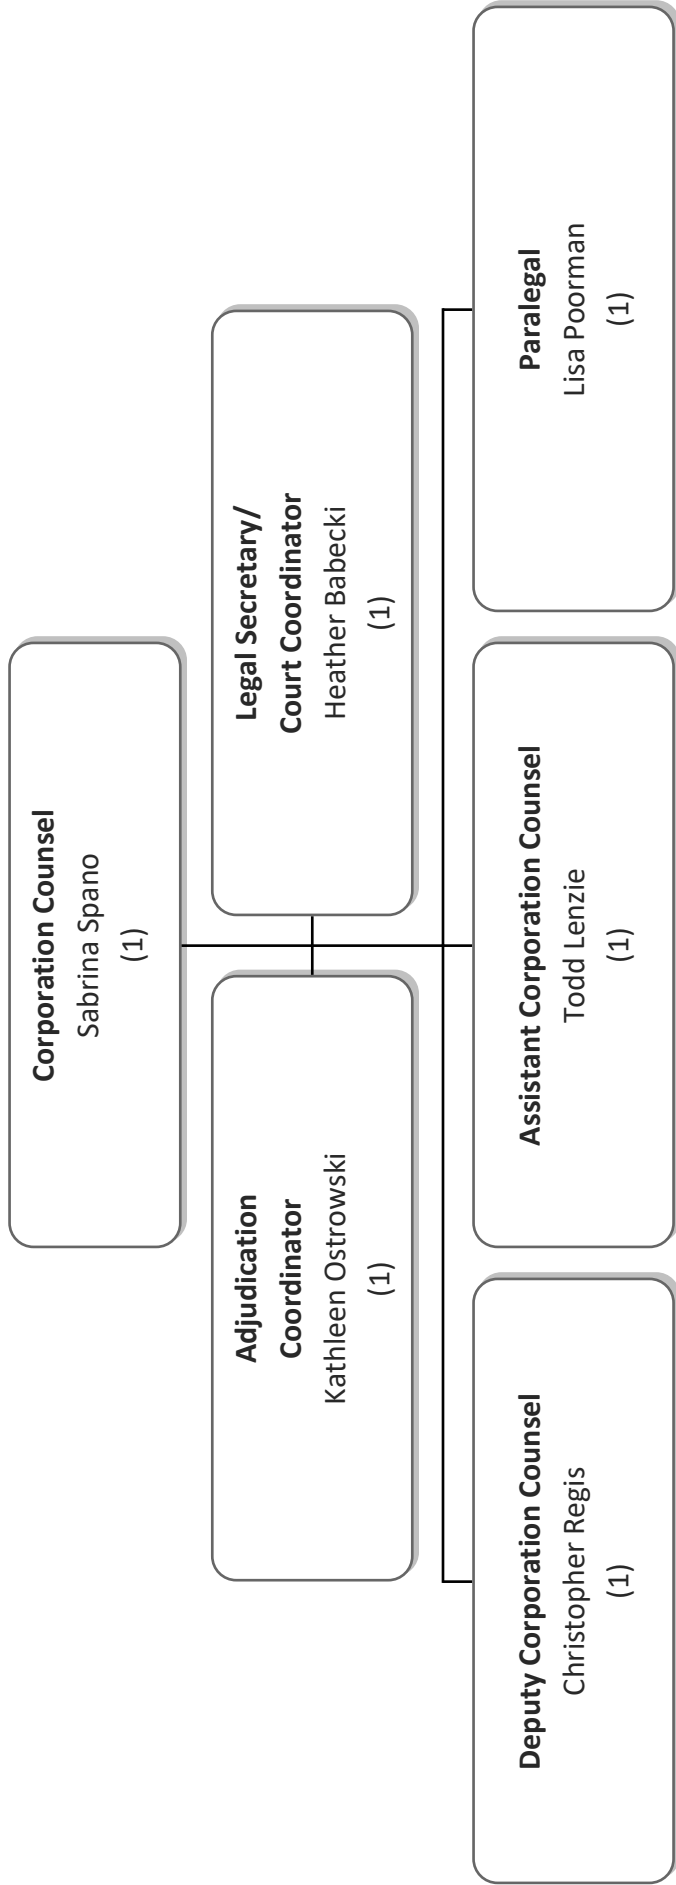 Corporation Counsel
Sabrina Spano
(1)
Adjudication
Coordinator
Kathleen Ostrowski
(1)
Legal Secretary/
Court Coordinator
Heather Babecki
(1)
Deputy Corporation Counsel
Christopher Regis
(1)
Assistant Corporation Counsel
Todd Lenzie
(1)
Paralegal
Lisa Poorman
(1)